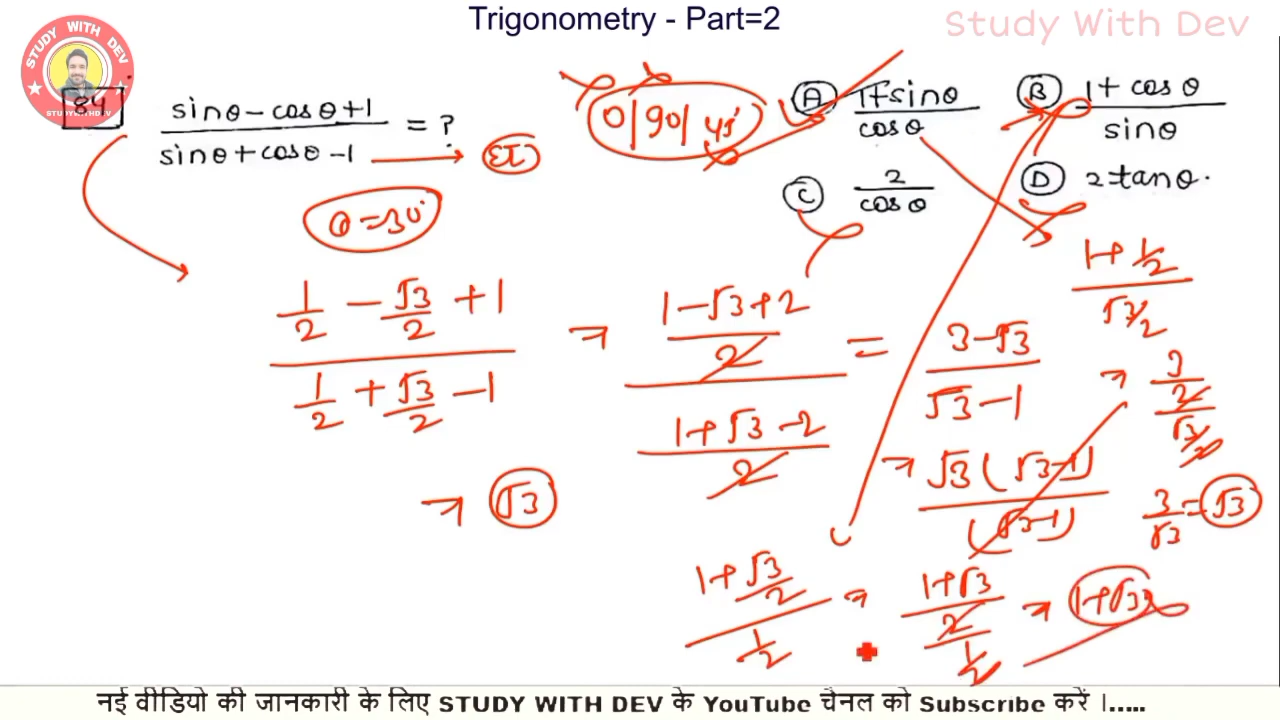 Trigonometry - Part=2
Study With Dev
STUDY WITH DEV
STUDYWITHDEV
84
sinθ-cosθ+1 / sinθ+cosθ-1 = ?
0/90/45°
A 1+sinθ / cosθ
B 1+ cosθ / sinθ
C 2 / cosθ
D 2tanθ.
θ=30°
1/2 - √3/2 + 1
1/2 + √3/2 - 1
→ 1-√3+2 / 2
1+√3-2 / 2
= 3-√3 / √3-1
→ √3(√3-1) / (√3-1)
→ √3
1+1/2
√3/2
→ 3/2
√3/2
3/√3 = √3
1+√3/2
1/2
→ 1+√3 / 2
1/2
→ 1+√3
नई वीडियो की जानकारी के लिए STUDY WITH DEV के YouTube चैनल को Subscribe करें ।.....